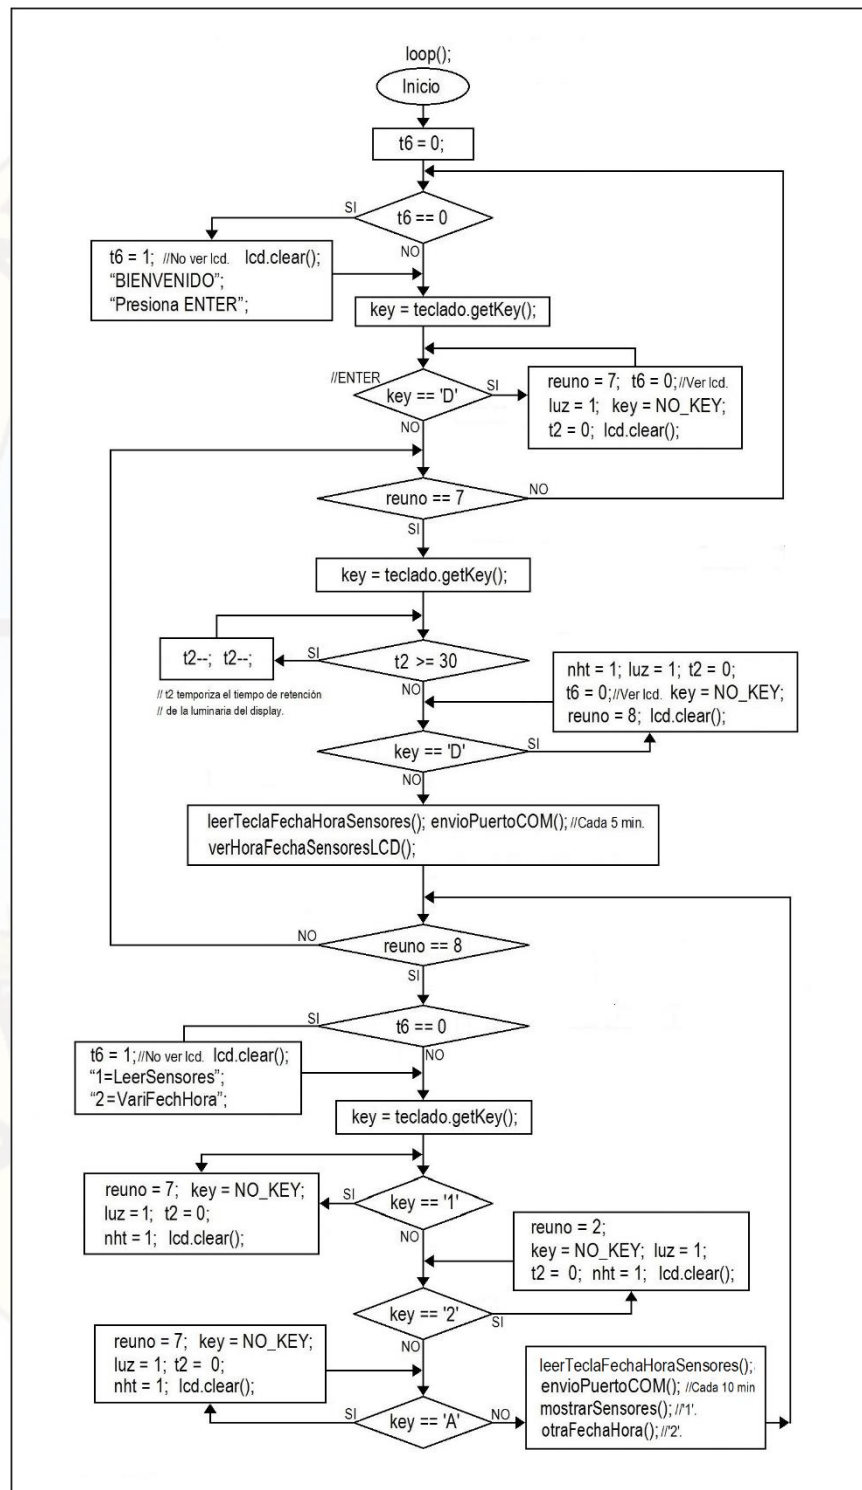 loop();
Inicio
t6 = 0;
SI
t6 == 0
NO
t6 = 1; //No ver lcd. lcd.clear();
“BIENVENIDO”;
“Presiona ENTER”;
key = teclado.getKey();
//ENTER
key == 'D'
SI
NO
reuno = 7; t6 = 0;//Ver lcd.
luz = 1; key = NO_KEY;
t2 = 0; lcd.clear();
reuno == 7
NO
SI
key = teclado.getKey();
t2--; t2--;
SI
t2 >= 30
NO
// t2 temporiza el tiempo de retención
// de la luminaria del display.
nht = 1; luz = 1; t2 = 0;
t6 = 0;//Ver lcd. key = NO_KEY;
reuno = 8; lcd.clear();
key == 'D'
SI
NO
leerTeclaFechaHoraSensores(); envioPuertoCOM(); //Cada 5 min.
verHoraFechaSensoresLCD();
NO
reuno == 8
SI
SI
t6 == 0
NO
t6 = 1;//No ver lcd. lcd.clear();
“1=LeerSensores”;
“2=VariFechHora”;
key = teclado.getKey();
reuno = 7; key = NO_KEY;
luz = 1; t2 = 0;
nht = 1; lcd.clear();
SI
key == '1'
NO
reuno = 2;
key = NO_KEY; luz = 1;
t2 = 0; nht = 1; lcd.clear();
key == '2'
SI
NO
reuno = 7; key = NO_KEY;
luz = 1; t2 = 0;
nht = 1; lcd.clear();
SI
key == 'A'
NO
leerTeclaFechaHoraSensores();
envioPuertoCOM(); //Cada 10 min
mostrarSensores(); //'1'.
otraFechaHora(); //'2'.